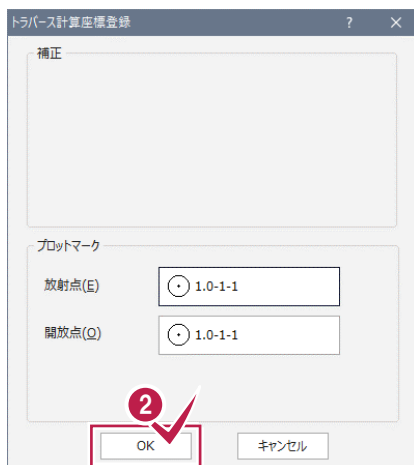 トラバース計算座標登録 ? ×
補正
プロットマーク
放射点(E) 1.0-1-1
開放点(O) 1.0-1-1
2
OK キャンセル